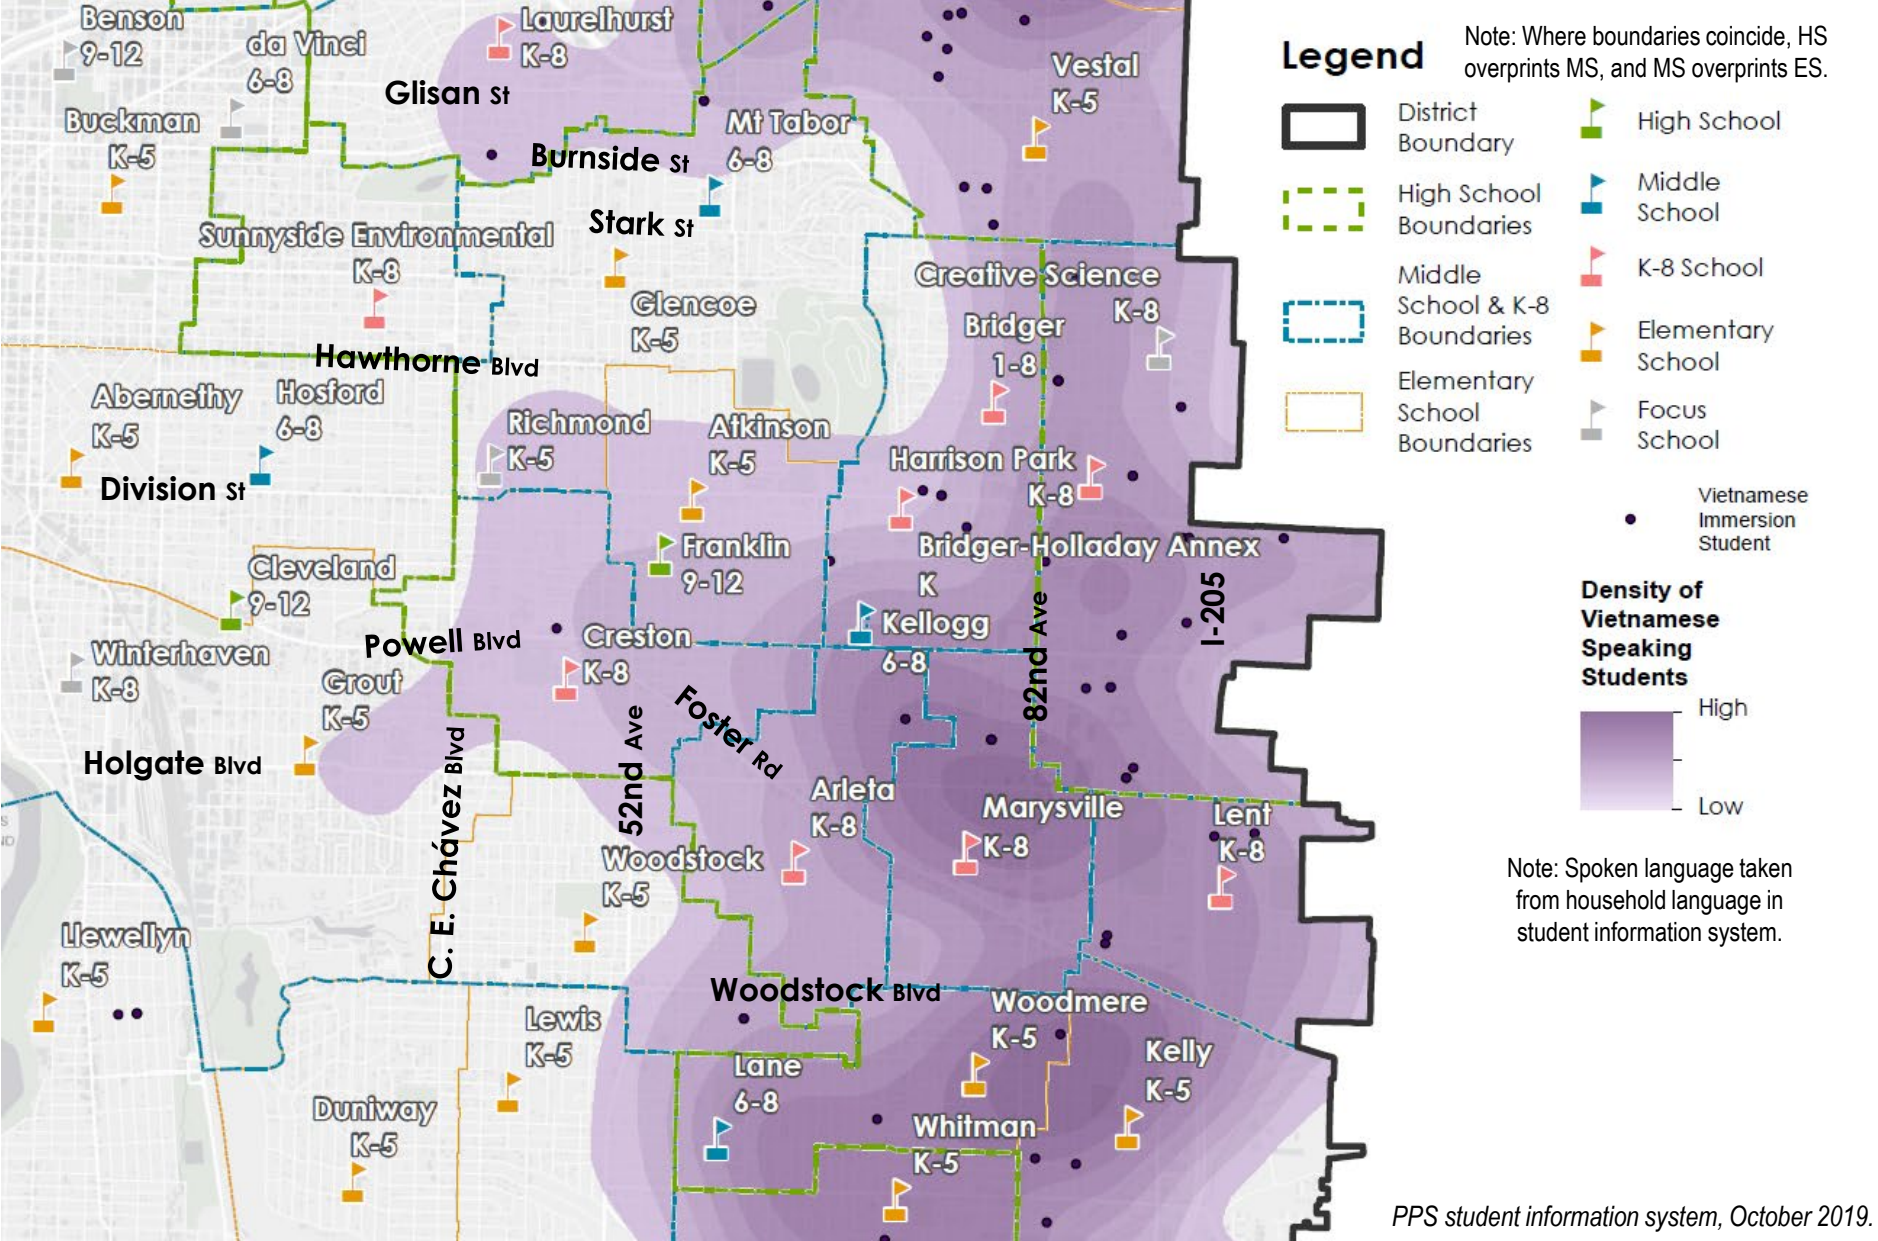 Benson
9-12
da Vinci
6-8
Laurelhurst
K-8
Glisan St
Vestal
K-5
Buckman
K-5
Mt Tabor
6-8
Burnside St
Stark St
Sunnyside Environmental
K-8
Glencoe
K-5
Creative Science
K-8
Bridger
1-8
Hawthorne Blvd
Abernethy
K-5
Hosford
6-8
Richmond
K-5
Atkinson
K-5
Harrison Park
K-8
Division St
Franklin
9-12
Bridger-Holladay Annex
K
Cleveland
9-12
I-205
82nd Ave
Powell Blvd
Creston
K-8
Kellogg
6-8
Winterhaven
K-8
Grout
K-5
Foster Rd
52nd Ave
C. E. Chávez Blvd
Holgate Blvd
Arleta
K-8
Marysville
K-8
Lent
K-8
Woodstock
K-5
Llewellyn
K-5
Woodstock Blvd
Woodmere
K-5
Lewis
K-5
Kelly
K-5
Lane
6-8
Duniway
K-5
Whitman
K-5
Legend
Note: Where boundaries coincide, HS
overprints MS, and MS overprints ES.
District
Boundary
High School
Boundaries
Middle
School & K-8
Boundaries
Elementary
School
Boundaries
High School
Middle
School
K-8 School
Elementary
School
Focus
School
Vietnamese
Immersion
Student
Density of
Vietnamese
Speaking
Students
High
Low
Note: Spoken language taken
from household language in
student information system.
PPS student information system, October 2019.